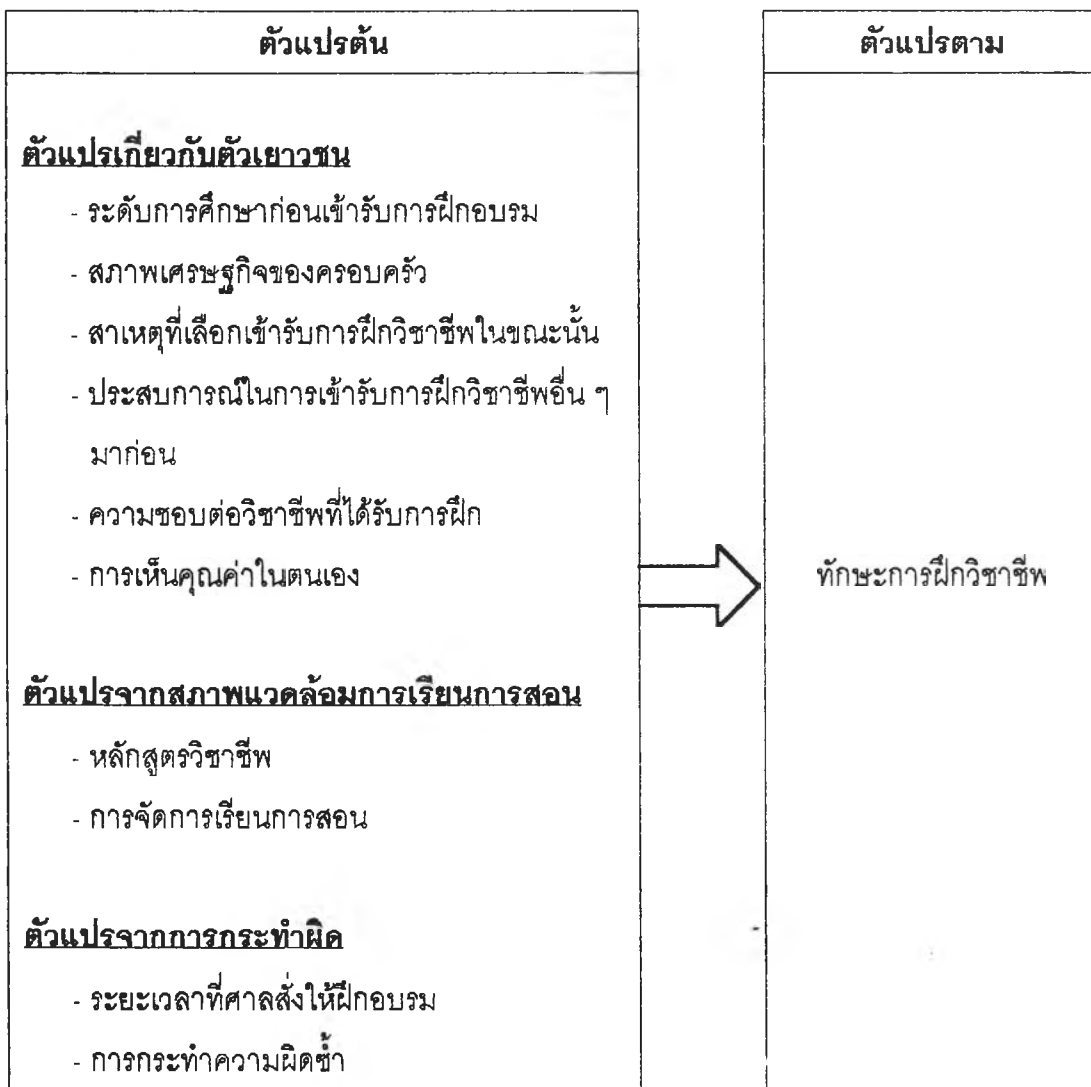 ตัวแปรต้น
ตัวแปรเกี่ยวกับตัวเยาวชน
- ระดับการศึกษาก่อนเข้ารับการฝึกอบรม
- สภาพเศรษฐกิจของครอบครัว
- สาเหตุที่เลือกเข้ารับการฝึกวิชาชีพในขณะนั้น
- ประสบการณ์ในการเข้ารับการฝึกวิชาชีพอื่น ๆ
มาก่อน
- ความชอบต่อวิชาชีพที่ได้รับการฝึก
- การเห็นคุณค่าในตนเอง
ตัวแปรจากสภาพแวดล้อมการเรียนการสอน
- หลักสูตรวิชาชีพ
- การจัดการเรียนการสอน
ตัวแปรจากการกระทำผิด
- ระยะเวลาที่ศาลสั่งให้ฝึกอบรม
- การกระทำความผิดซ้ำ
ตัวแปรตาม
ทักษะการฝึกวิชาชีพ